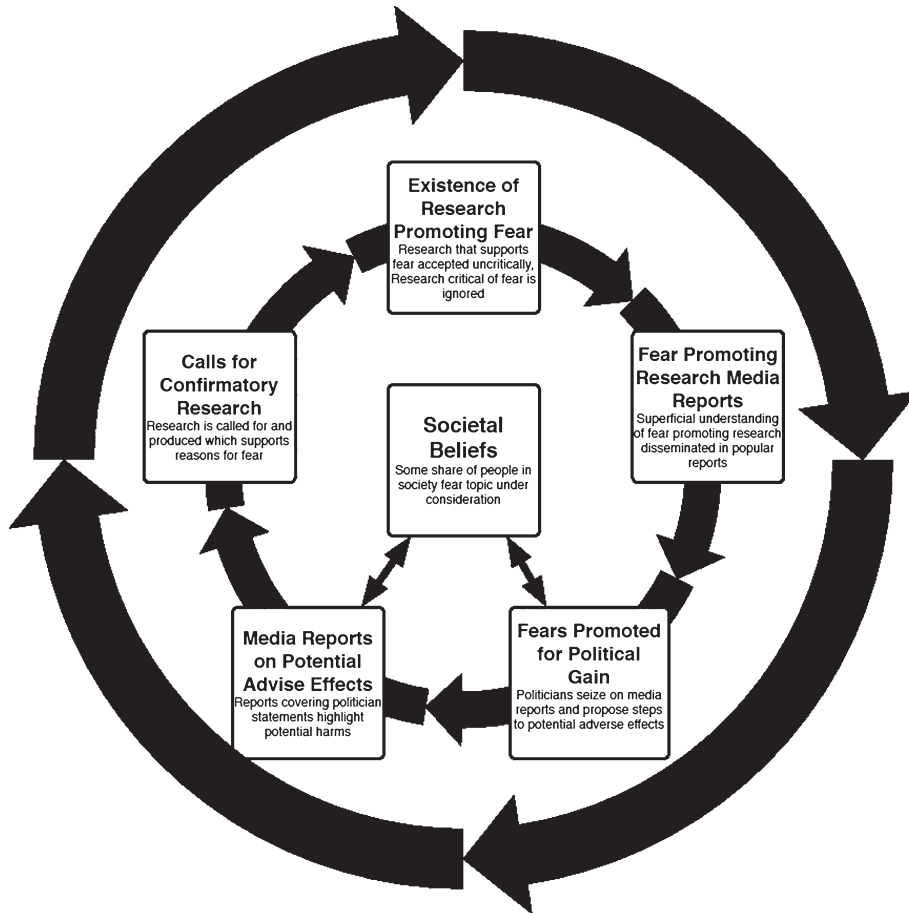 Existence of
Research
Promoting Fear
Research that supports
fear accepted uncritically,
Research critical of fear is
ignored
Fear Promoting
Research Media
Reports
Superficial understanding
of fear promoting research
disseminated in popular
reports
Calls for
Confirmatory
Research
Research is called for and
produced which supports
reasons for fear
Societal
Beliefs
Some share of people in
society fear topic under
consideration
Fears Promoted
for Political
Gain
Politicians seize on media
reports and propose steps
to potential adverse effects
Media Reports
on Potential
Advise Effects
Reports covering politician
statements highlight
potential harms